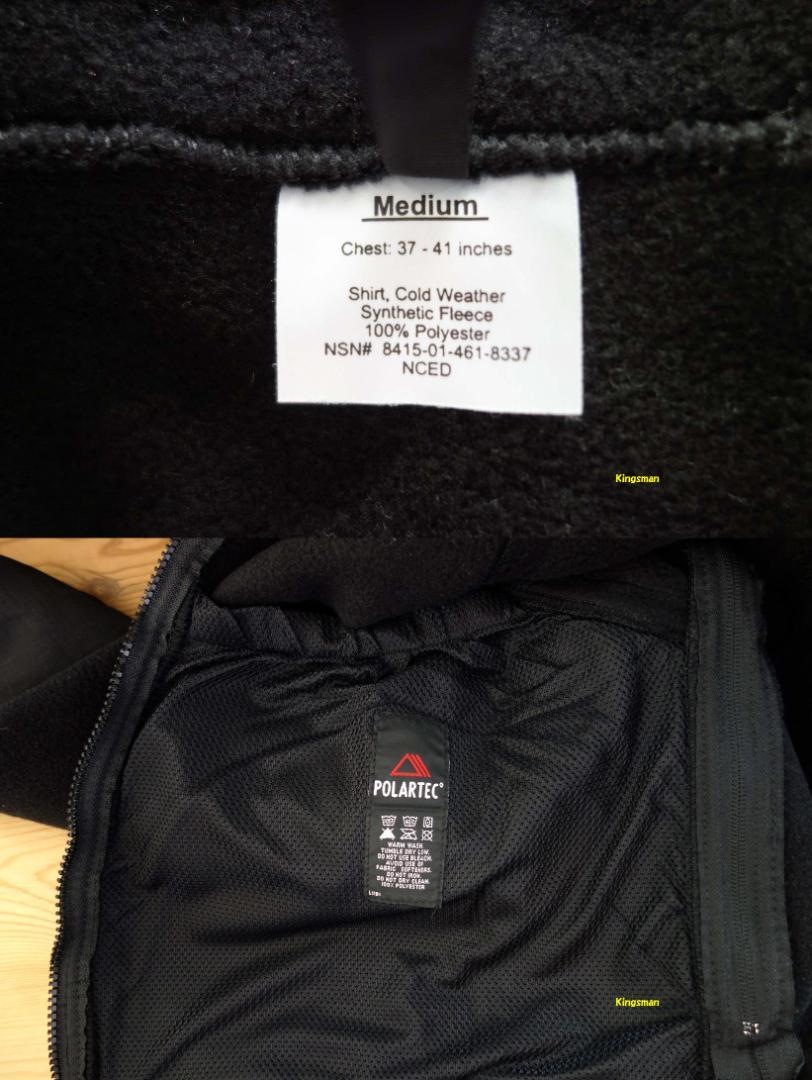 Medium
Chest: 37 - 41 inches
Shirt, Cold Weather
Synthetic Fleece
100% Polyester
NSN# 8415-01-461-8337
NCED
Kingsman
POLARTEC®
WARM WASH.
TUMBLE DRY LOW.
DO NOT USE BLEACH.
AVOID USE OF
FABRIC SOFTENERS.
DO NOT IRON.
DO NOT DRY CLEAN.
100% POLYESTER
Kingsman